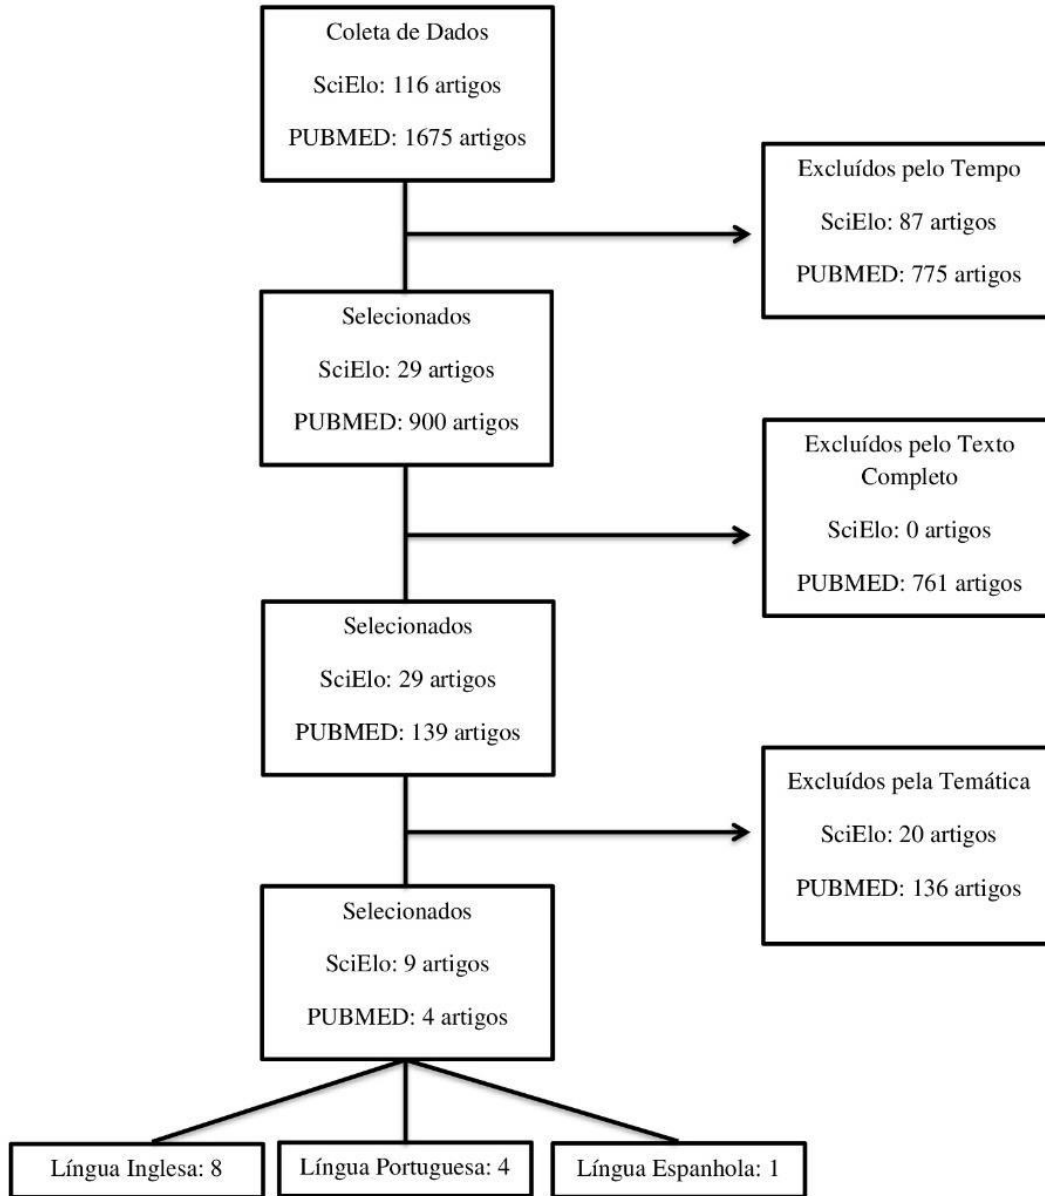 Coleta de Dados
SciElo: 116 artigos
PUBMED: 1675 artigos
Excluídos pelo Tempo
SciElo: 87 artigos
PUBMED: 775 artigos
Selecionados
SciElo: 29 artigos
PUBMED: 900 artigos
Excluídos pelo Texto
Completo
SciElo: 0 artigos
PUBMED: 761 artigos
Selecionados
SciElo: 29 artigos
PUBMED: 139 artigos
Excluídos pela Temática
SciElo: 20 artigos
PUBMED: 136 artigos
Selecionados
SciElo: 9 artigos
PUBMED: 4 artigos
Língua Inglesa: 8
Língua Portuguesa: 4
Língua Espanhola: 1